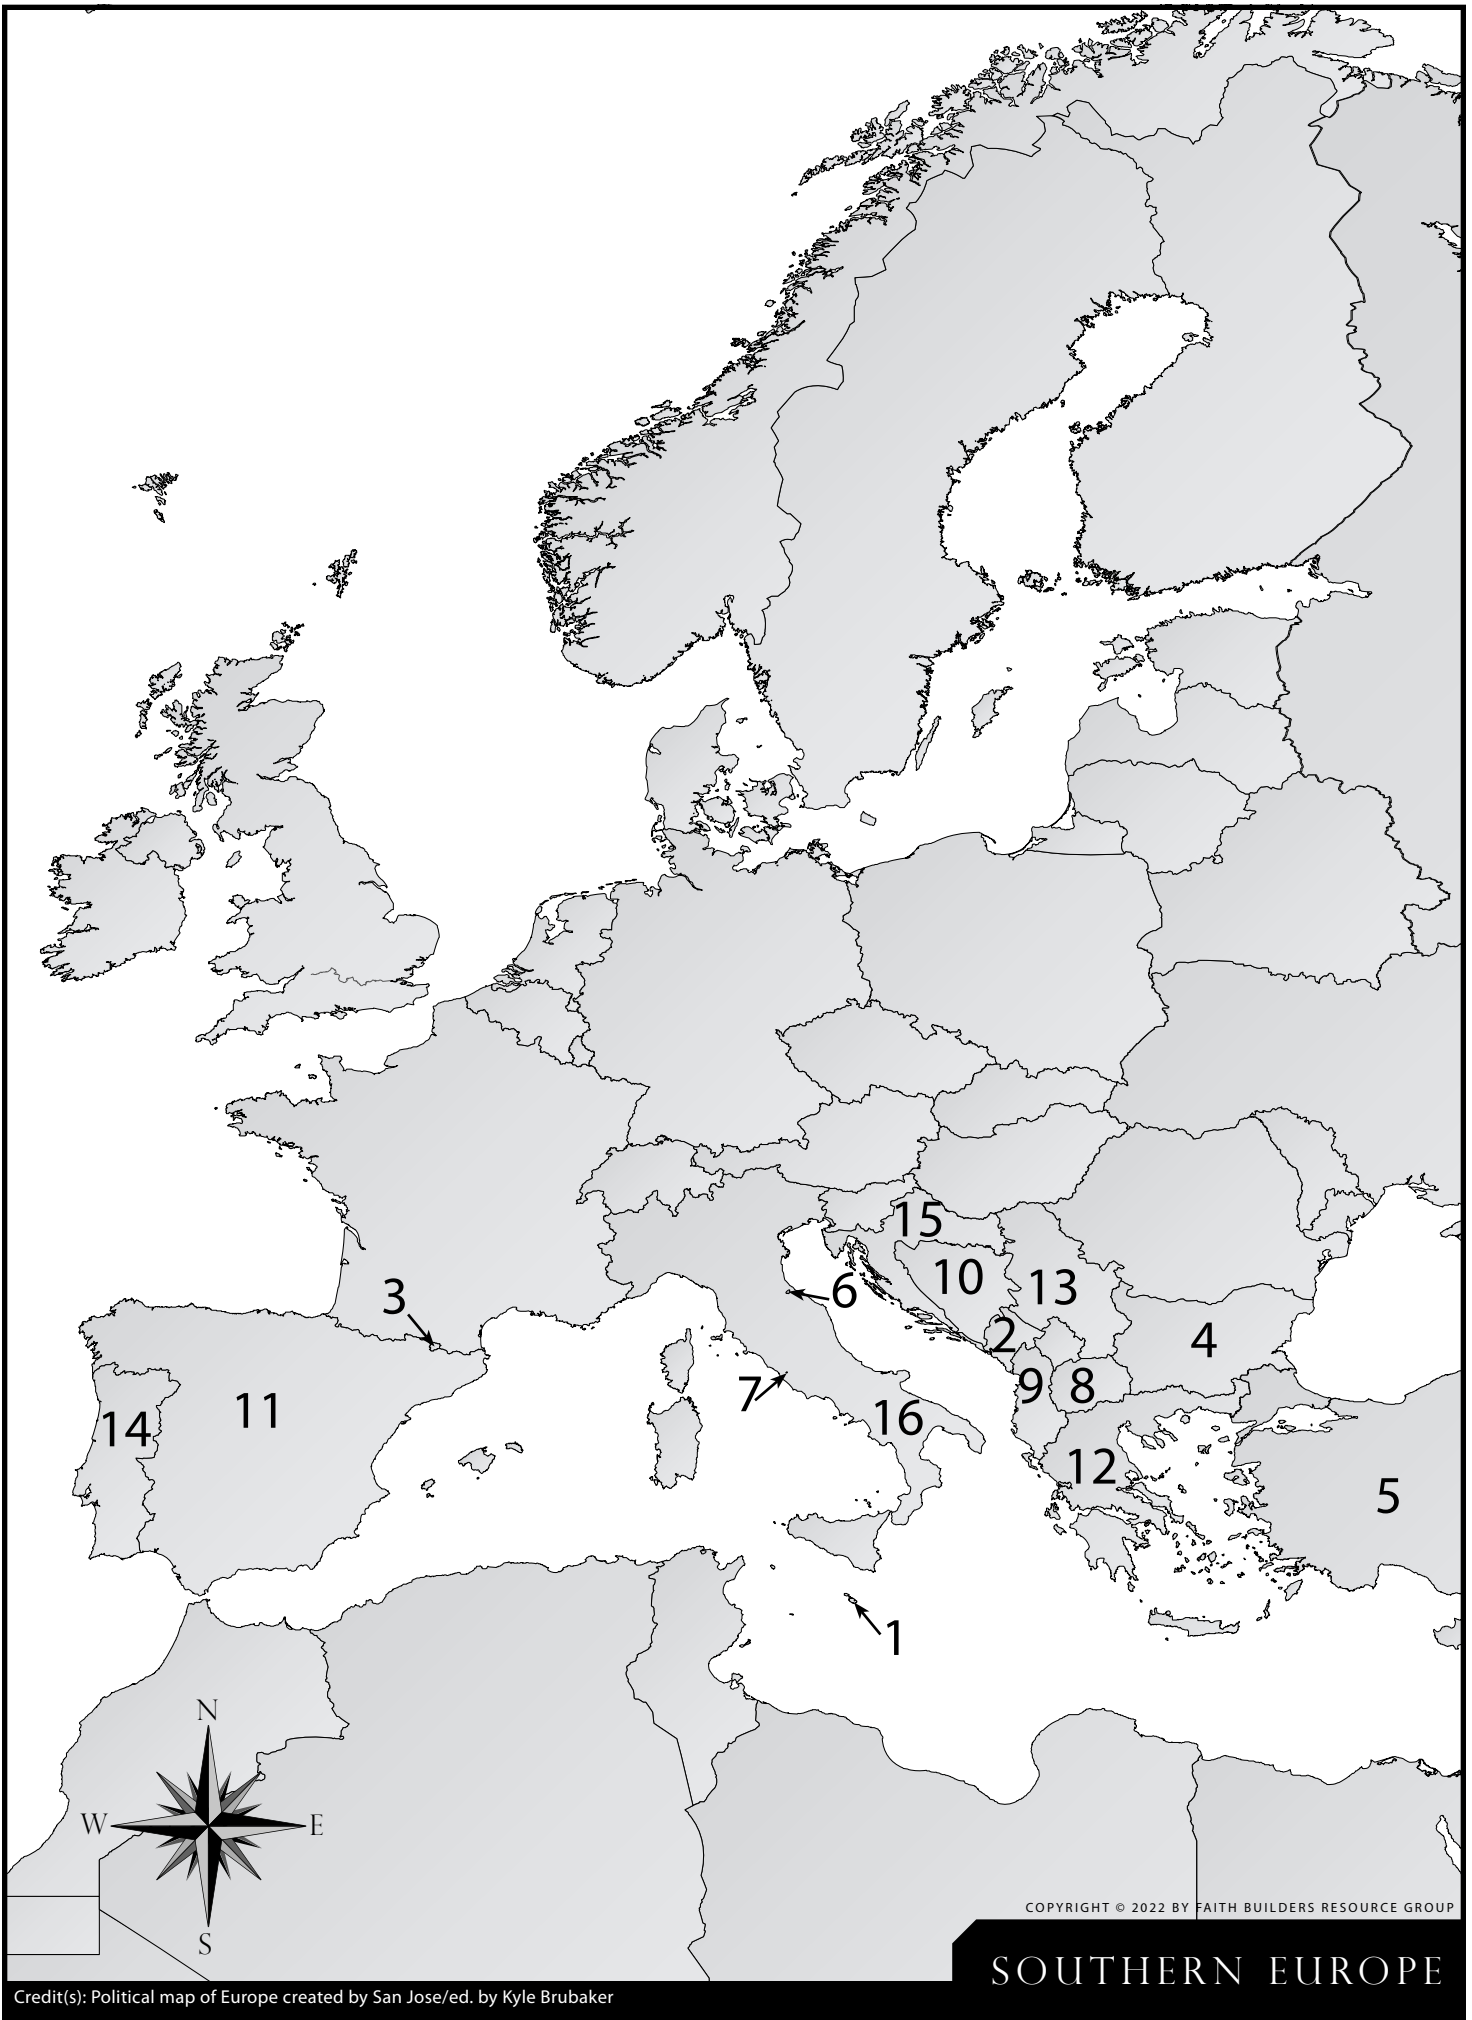 15
10
6
13
3
2
4
9
8
7
11
16
14
12
5
1
N
W
E
S
COPYRIGHT © 2022 BY FAITH BUILDERS RESOURCE GROUP
SOUTHERN EUROPE
Credit(s): Political map of Europe created by San Jose/ed. by Kyle Brubaker